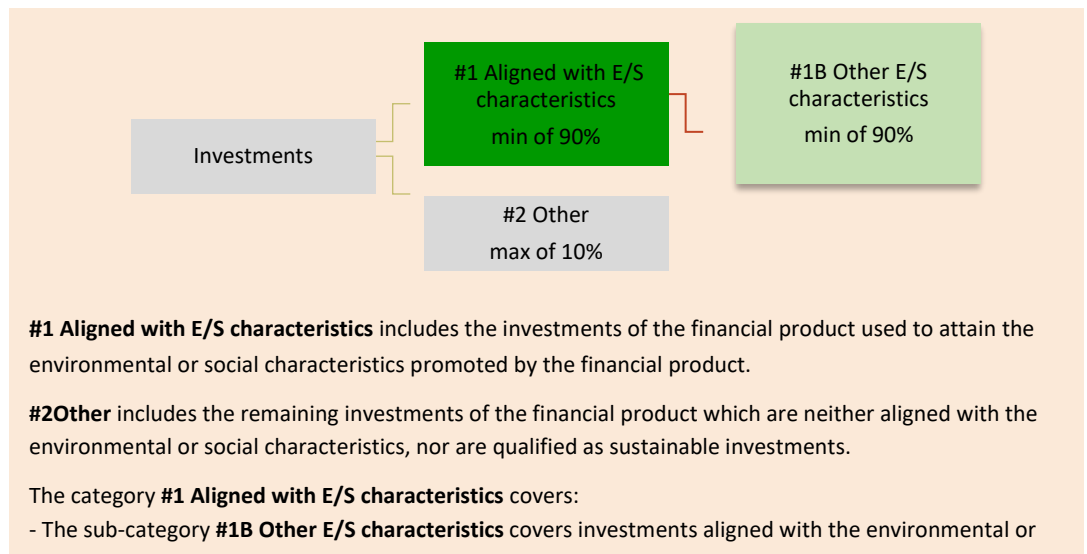 #1 Aligned with E/S
characteristics
min of 90%
#1B Other E/S
characteristics
min of 90%
Investments
#2 Other
max of 10%
#1 Aligned with E/S characteristics includes the investments of the financial product used to attain the
environmental or social characteristics promoted by the financial product.
#2Other includes the remaining investments of the financial product which are neither aligned with the
environmental or social characteristics, nor are qualified as sustainable investments.
The category #1 Aligned with E/S characteristics covers:
- The sub-category #1B Other E/S characteristics covers investments aligned with the environmental or